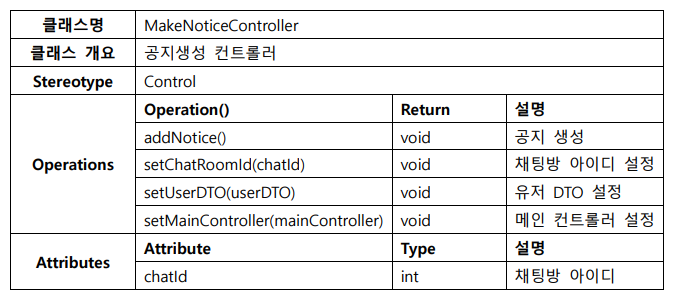 클래스명 MakeNoticeController
클래스 개요 공지생성 컨트롤러
Stereotype Control
Operations
Operation() Return 설명
addNotice() void 공지 생성
setChatRoomId(chatId) void 채팅방 아이디 설정
setUserDTO(userDTO) void 유저 DTO 설정
setMainController(mainController) void 메인 컨트롤러 설정
Attributes
Attribute Type 설명
chatId int 채팅방 아이디